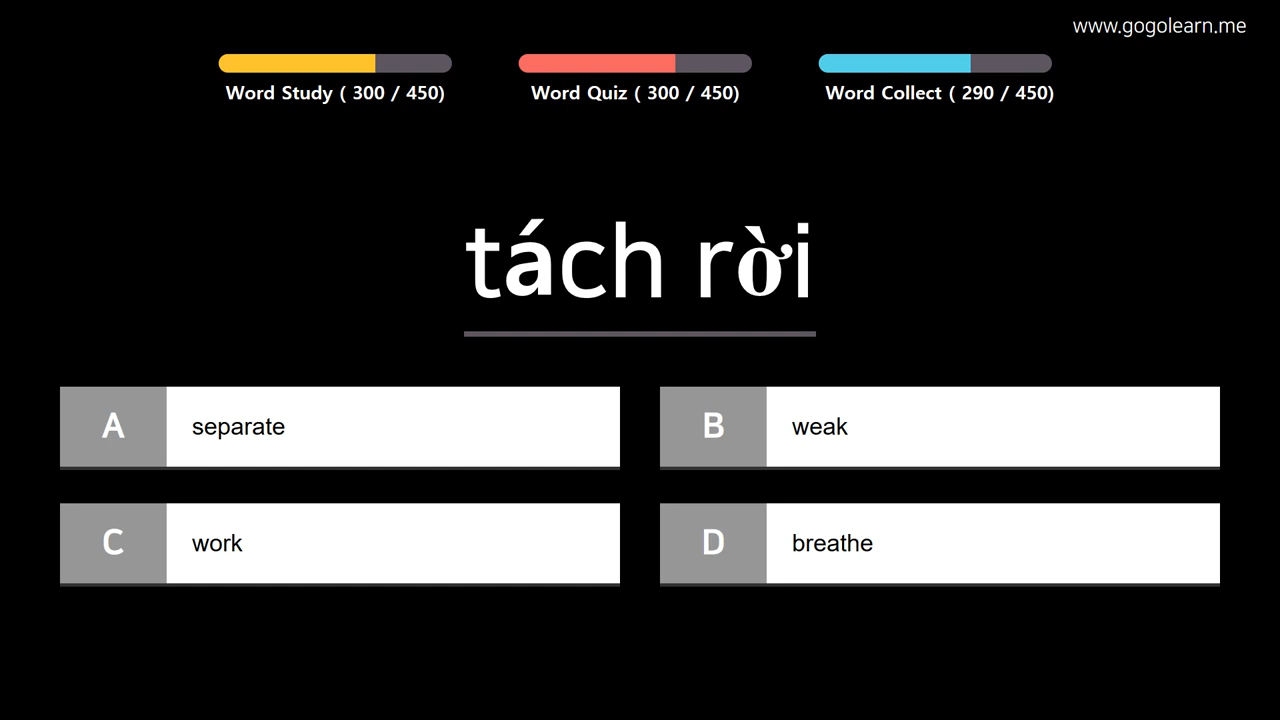 www.gogolearn.me
Word Study ( 300 / 450)
Word Quiz ( 300 / 450)
Word Collect ( 290 / 450)
tách rời
A separate
B weak
C work
D breathe